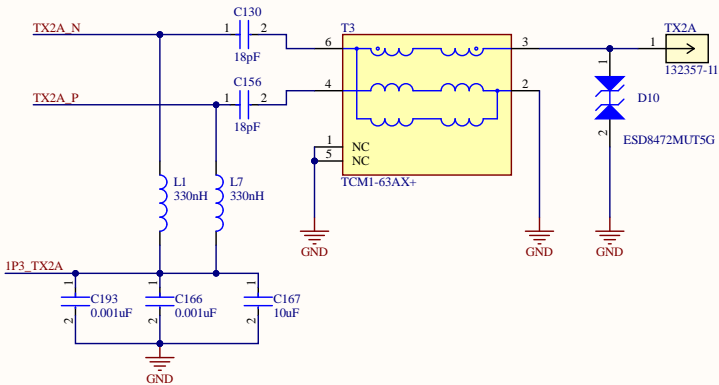 C130
TX2A_N
1 2
18pF
T3
6
3
TX2A
1
132357-11
C156
TX2A_P
1 2
18pF
4
2
1
2
D10
ESD8472MUT5G
1 NC
5 NC
TCM1-63AX+
L1
330nH
L7
330nH
GND
GND
GND
1P3_TX2A
1
2
C193
0.001uF
1
2
C166
0.001uF
1
2
C167
10uF
GND